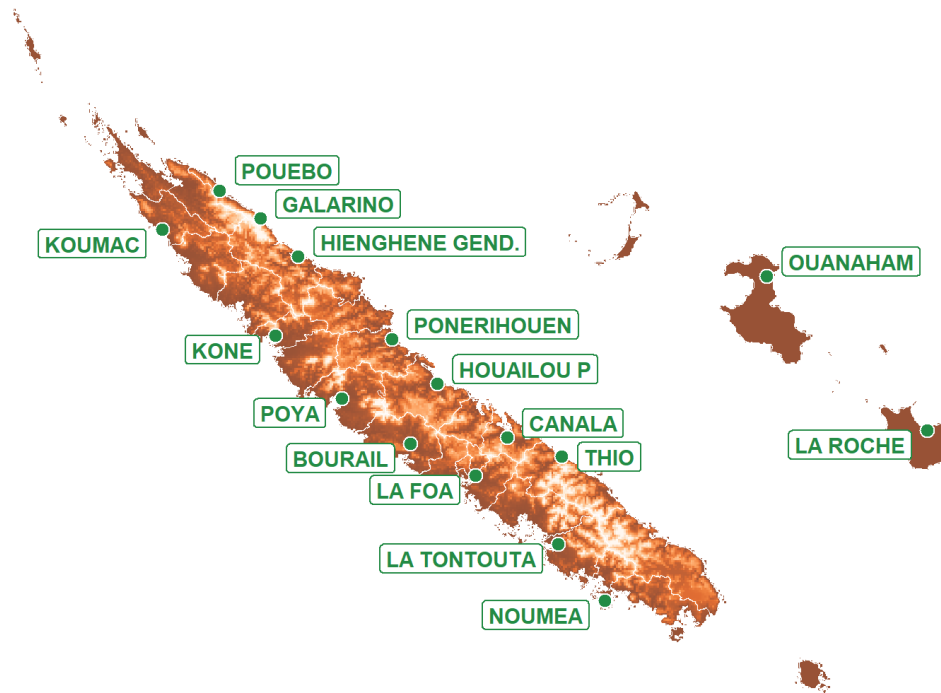 POUEBO
GALARINO
KOUMAC
HIENGHENE GEND.
OUANAHAM
PONERIHOUEN
KONE
HOUAILOU P
POYA
CANALA
LA ROCHE
BOURAIL
THIO
LA FOA
LA TONTOUTA
NOUMEA